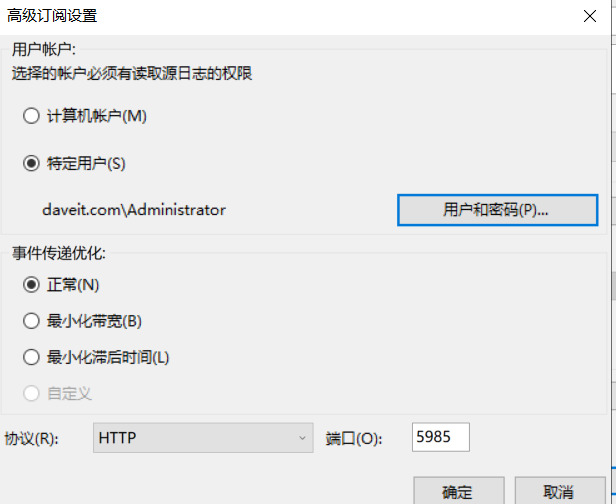 高级订阅设置
用户帐户:
选择的帐户必须有读取源日志的权限
计算机帐户(M)
特定用户(S)
daveit.com\Administrator 用户和密码(P)...
事件传递优化:
正常(N)
最小化带宽(B)
最小化滞后时间(L)
自定义
协议(R): HTTP 端口(O): 5985
确定 取消